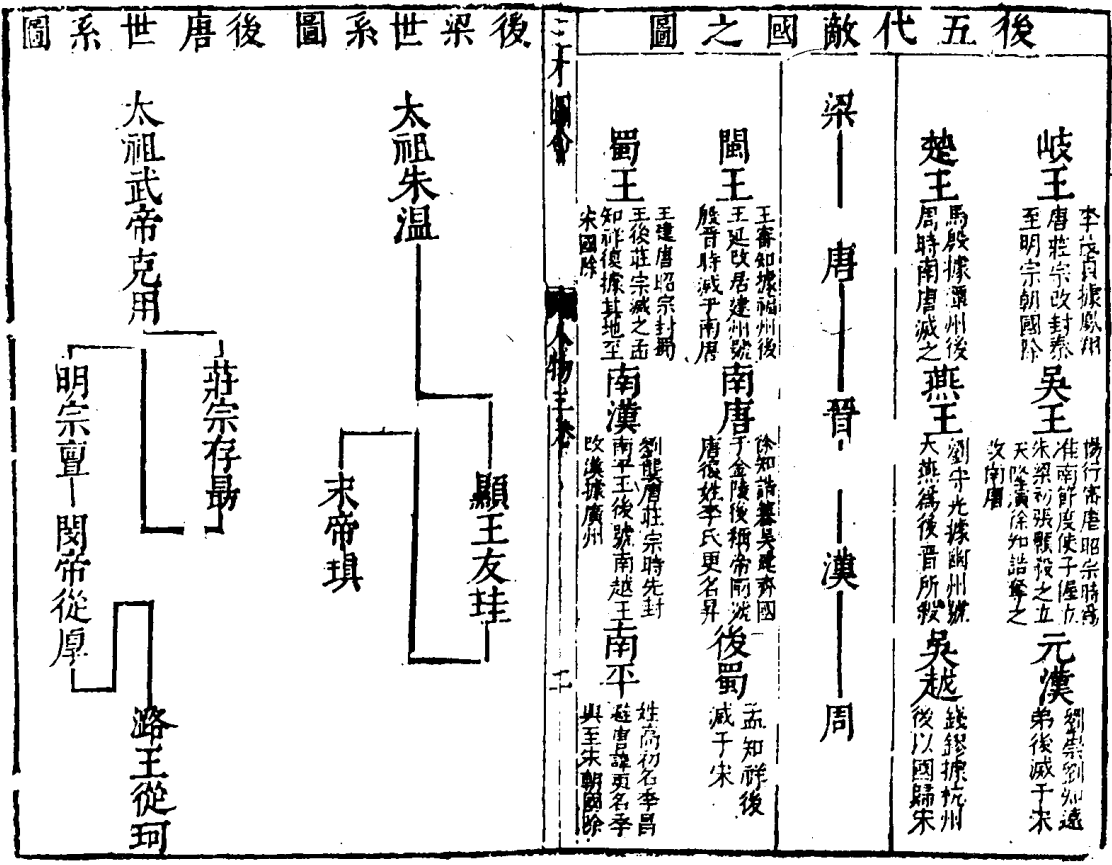 後五代敵國之圖
岐王
李茂貞據鳳州
唐莊宗改封秦
至明宗朝國除
吳王
楊行密唐昭宗時為
淮南節度使子偓立
朱梁初張顥殺之立
天隆演徐知誥奪之
改南唐
元漢
劉崇劉知遠
弟後滅于宋
楚王
馬殷據潭州後
周時南唐滅之
燕王
劉守光據幽州號
大燕為後晉所殺
吳越
錢鏐據杭州
後以國歸宋
梁
唐
晉
漢
周
閩王
王審知據福州後
王延改居建州號
殷晉時滅于南唐
南唐
徐知誥纂吳建齊國
于金陵後稱帝
唐復姓李氏更名昇
後蜀
孟知祥後
滅于宋
蜀王
王建唐昭宗封蜀
王後莊宗滅之孟
知祥復據其地至
宋國除
南漢
劉龑唐莊宗時先封
南平王後號南越王
改漢據廣州
南平
姓高初名季昌
避唐諱更名季
興至宋朝國除
人物三卷
後梁世系圖
太祖朱温
顯王友珪
末帝瑱
後唐世系圖
太祖武帝克用
莊宗存勗
明宗亶
閔帝從厚
潞王從珂